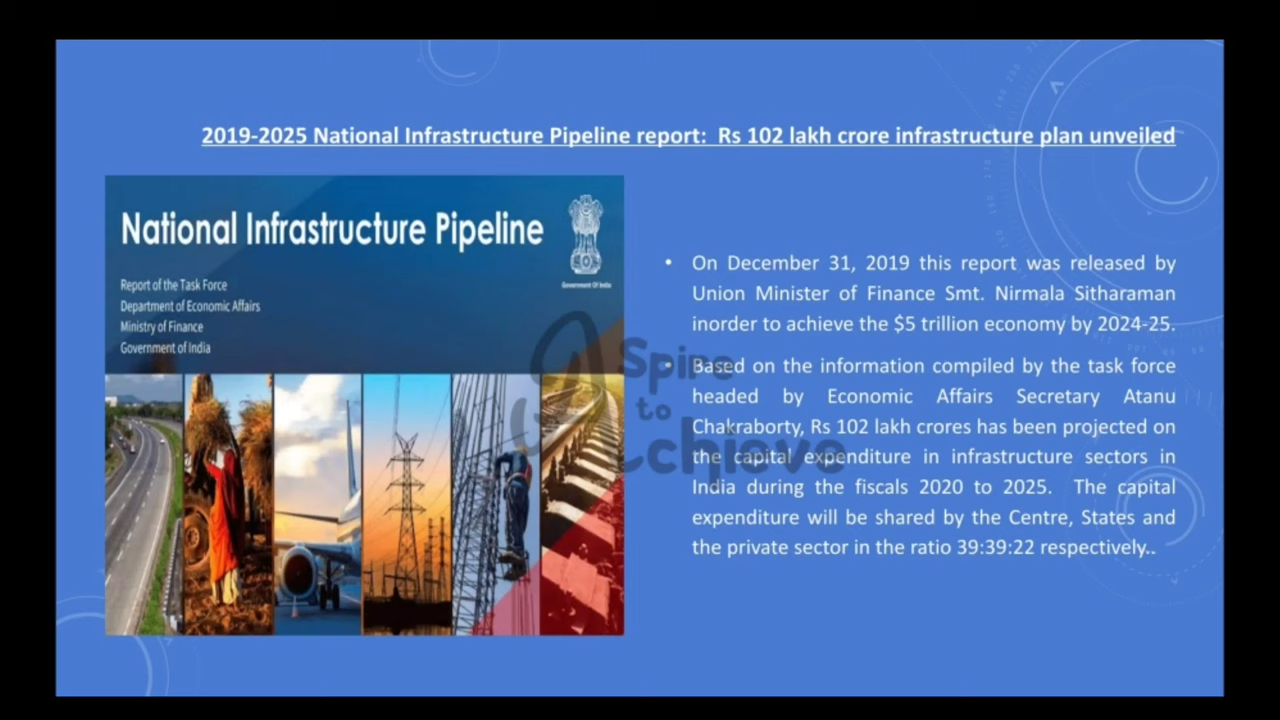 2019-2025 National Infrastructure Pipeline report: Rs 102 lakh crore infrastructure plan unveiled
National Infrastructure Pipeline
Government Of India
Report of the Task Force
Department of Economic Affairs
Ministry of Finance
Government of India
• On December 31, 2019 this report was released by
Union Minister of Finance Smt. Nirmala Sitharaman
inorder to achieve the $5 trillion economy by 2024-25.
• Based on the information compiled by the task force
headed by Economic Affairs Secretary Atanu
Chakraborty, Rs 102 lakh crores has been projected on
the capital expenditure in infrastructure sectors in
India during the fiscals 2020 to 2025. The capital
expenditure will be shared by the Centre, States and
the private sector in the ratio 39:39:22 respectively..
Spire
to
chieve